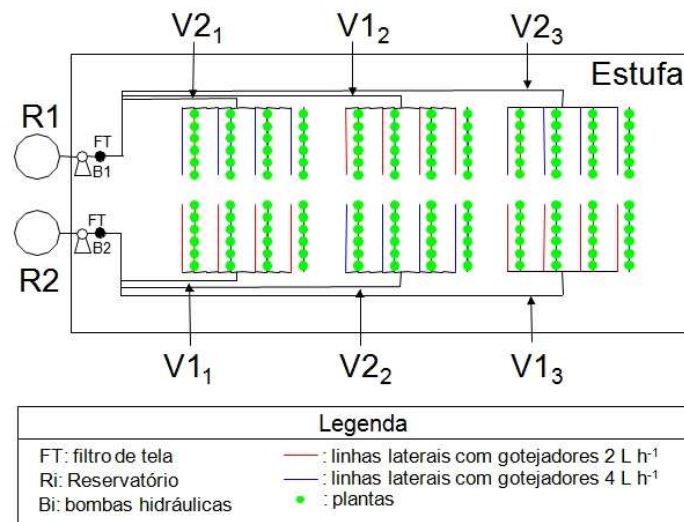 V2₁ V1₂ V2₃
Estufa
R1
FT
B1
FT
B2
R2
V1₁ V2₂ V1₃
Legenda
FT: filtro de tela
: linhas laterais com gotejadores 2 L h⁻¹
Ri: Reservatório
: linhas laterais com gotejadores 4 L h⁻¹
Bi: bombas hidráulicas
: plantas